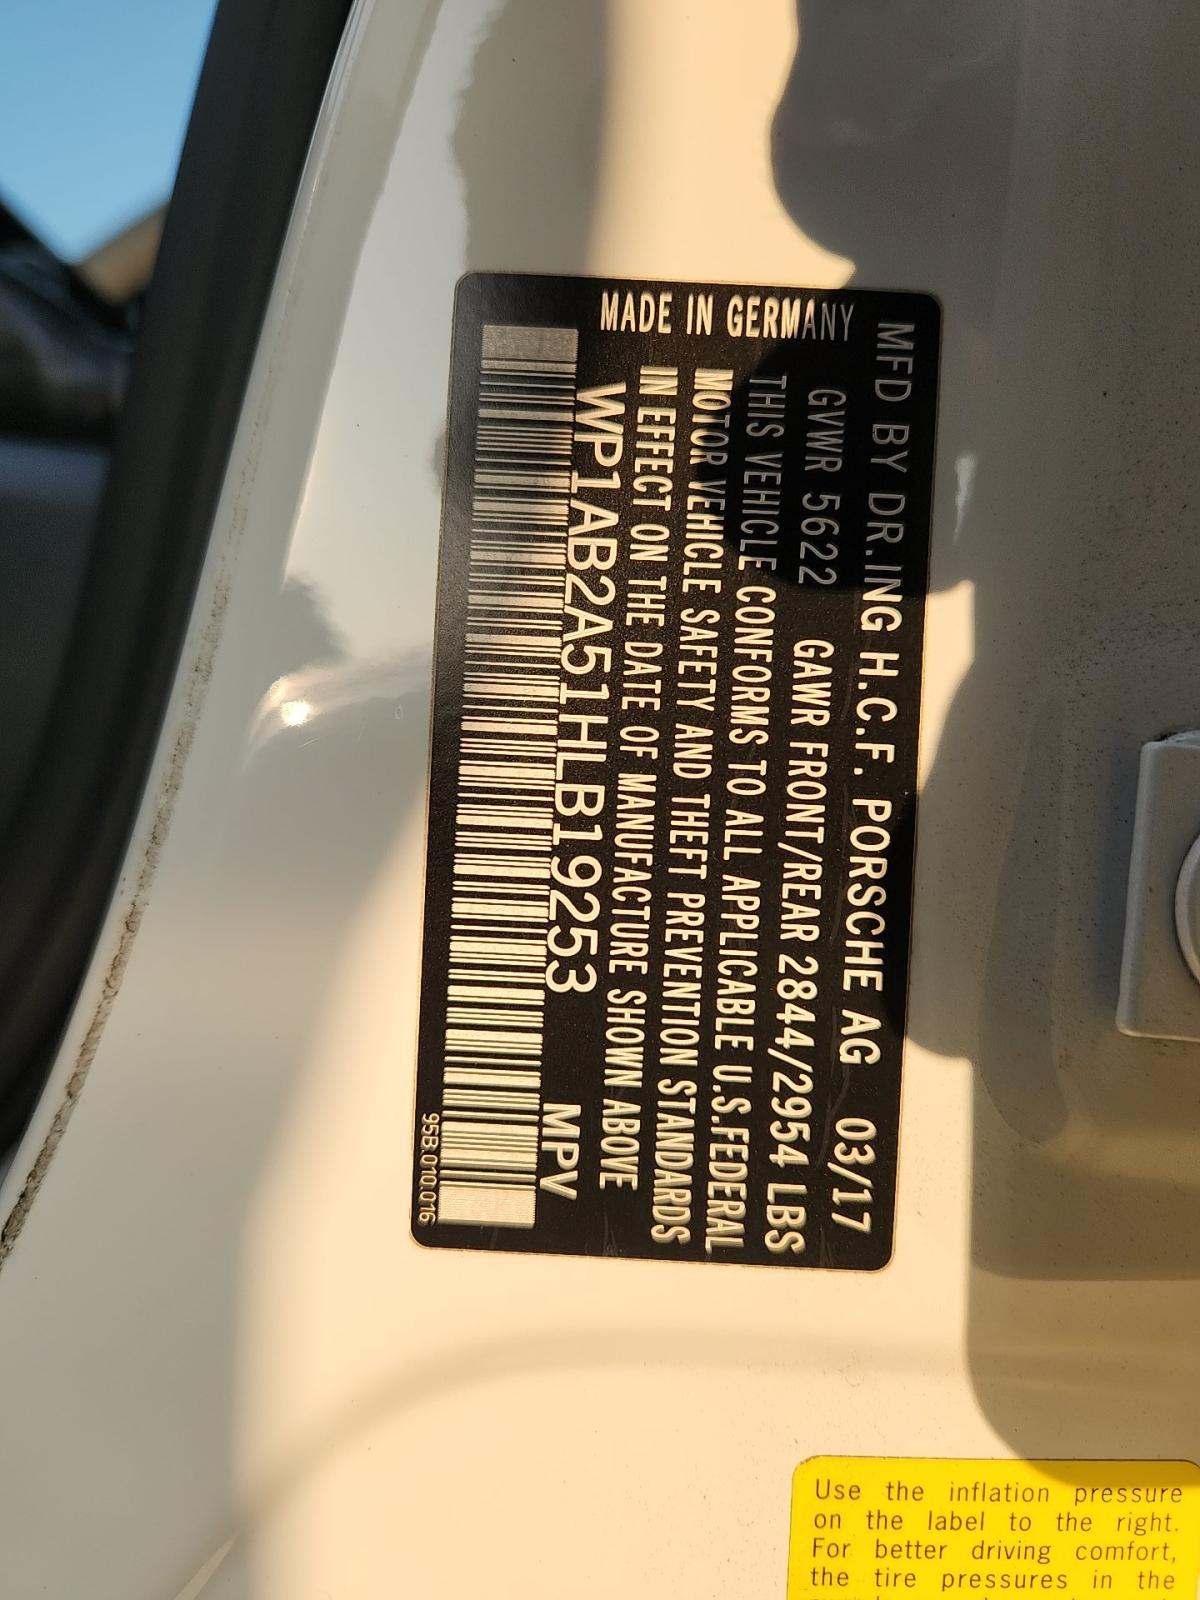 MFD BY DR.ING H.C.F. PORSCHE AG 03/17
GVWR 5622 GAWR FRONT/REAR 2844/2954 LBS
THIS VEHICLE CONFORMS TO ALL APPLICABLE U.S.FEDERAL
MOTOR VEHICLE SAFETY AND THEFT PREVENTION STANDARDS
IN EFFECT ON THE DATE OF MANUFACTURE SHOWN ABOVE
MADE IN GERMANY
WP1AB2A51HLB19253 MPV
95B.010.016
Use the inflation pressure
on the label to the right.
For better driving comfort,
the tire pressures in the